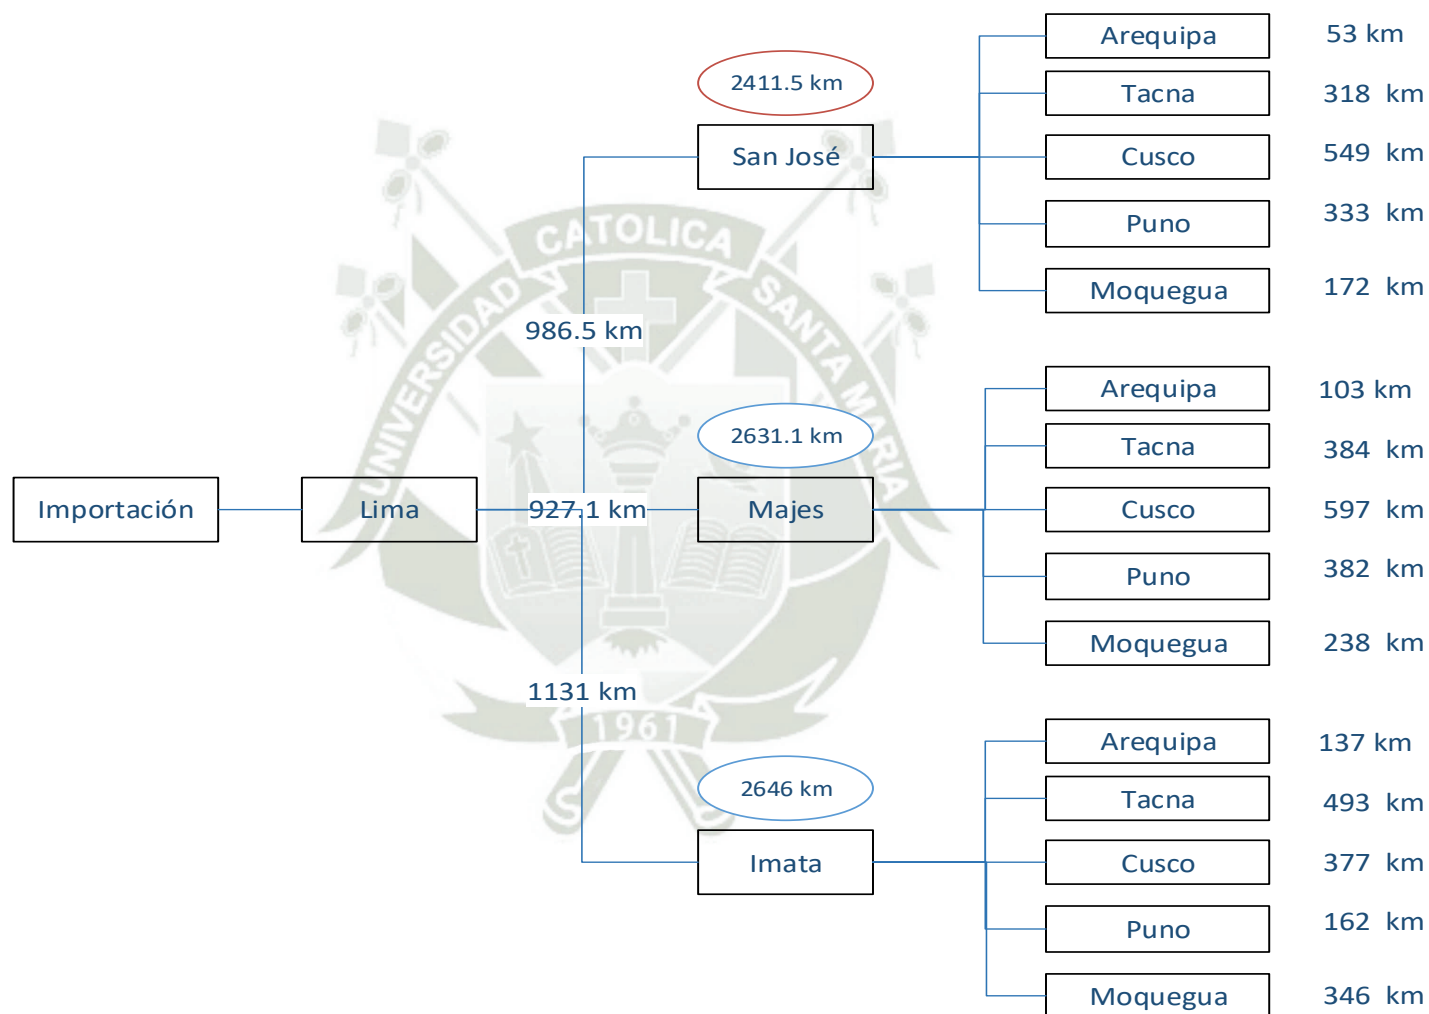 Arequipa 53 km
2411.5 km
Tacna 318 km
San José
Cusco 549 km
Puno 333 km
Moquegua 172 km
986.5 km
Arequipa 103 km
2631.1 km
Tacna 384 km
Importación
Lima
927.1 km
Majes
Cusco 597 km
Puno 382 km
Moquegua 238 km
1131 km
Arequipa 137 km
2646 km
Tacna 493 km
Imata
Cusco 377 km
Puno 162 km
Moquegua 346 km
UNIVERSIDAD CATOLICA SANTA MARIA
1961